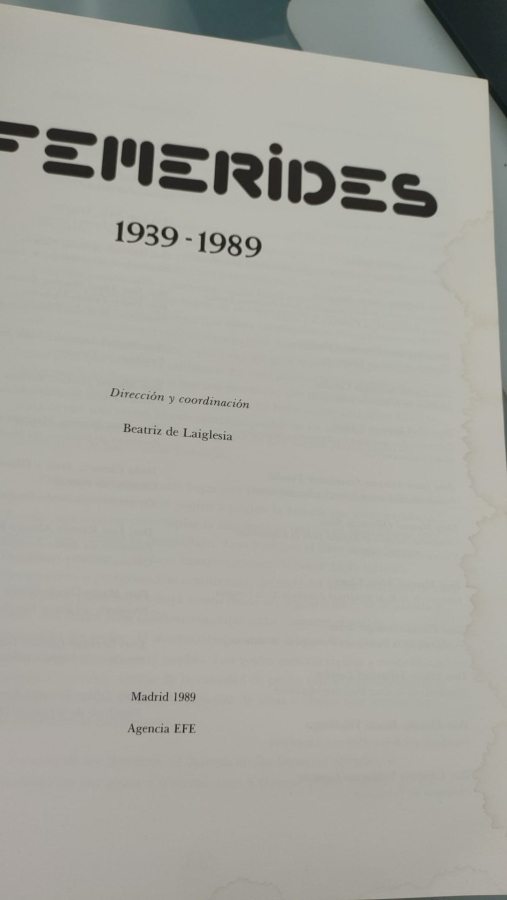 FEMERIDES
1939 - 1989
Dirección y coordinación
Beatriz de Laiglesia
Madrid 1989
Agencia EFE